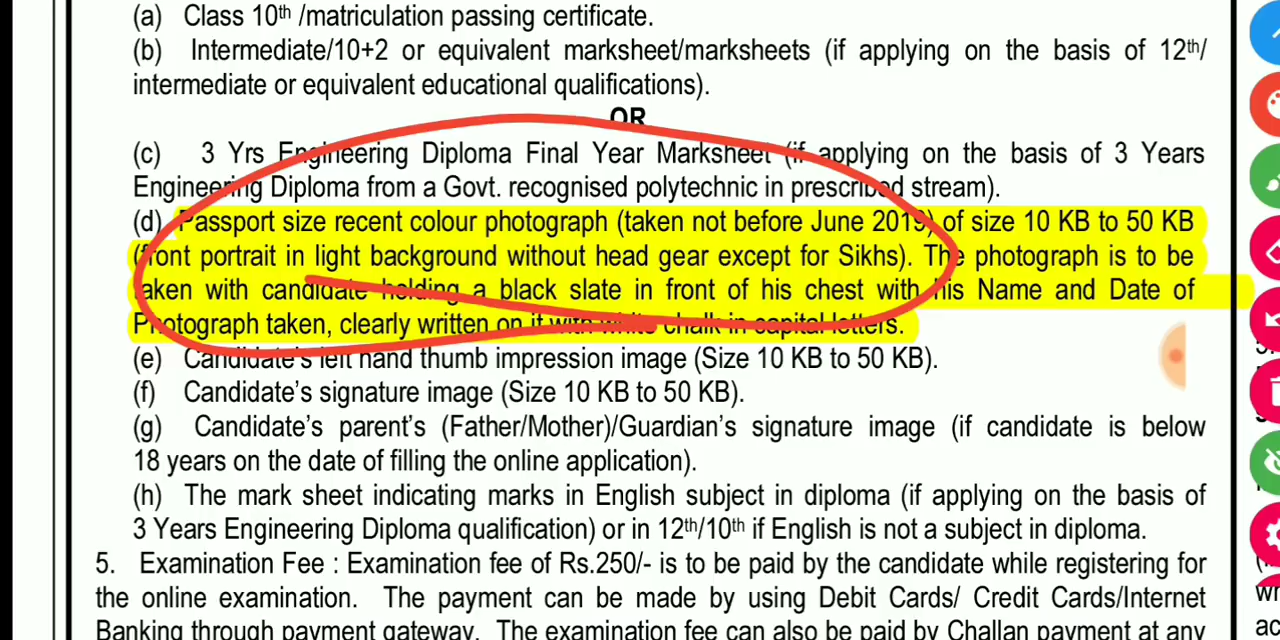 (a) Class 10th /matriculation passing certificate.
(b) Intermediate/10+2 or equivalent marksheet/marksheets (if applying on the basis of 12th/
intermediate or equivalent educational qualifications).
OR
(c) 3 Yrs Engineering Diploma Final Year Marksheet (if applying on the basis of 3 Years
Engineering Diploma from a Govt. recognised polytechnic in prescribed stream).
(d) Passport size recent colour photograph (taken not before June 2019) of size 10 KB to 50 KB
(front portrait in light background without head gear except for Sikhs). The photograph is to be
taken with candidate holding a black slate in front of his chest with his Name and Date of
Photograph taken, clearly written on it with white chalk in capital letters.
(e) Candidate's left hand thumb impression image (Size 10 KB to 50 KB).
(f) Candidate's signature image (Size 10 KB to 50 KB).
(g) Candidate's parent's (Father/Mother)/Guardian's signature image (if candidate is below
18 years on the date of filling the online application).
(h) The mark sheet indicating marks in English subject in diploma (if applying on the basis of
3 Years Engineering Diploma qualification) or in 12th/10th if English is not a subject in diploma.
5. Examination Fee : Examination fee of Rs.250/- is to be paid by the candidate while registering for
the online examination. The payment can be made by using Debit Cards/ Credit Cards/Internet
Banking through payment gateway. The examination fee can also be paid by Challan payment at any